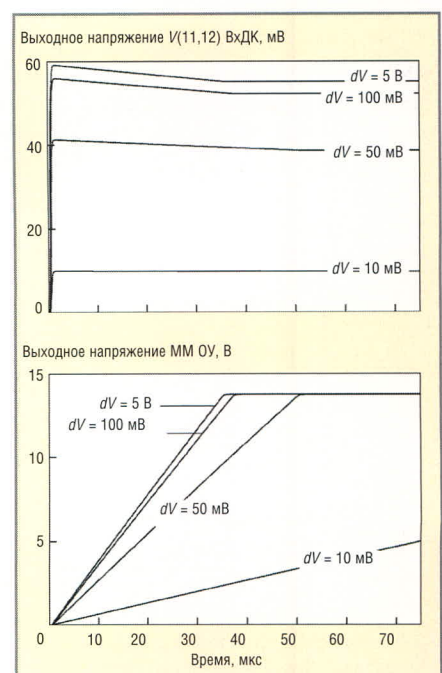 Выходное напряжение V(11,12) ВхДК, мВ
60
dV = 5 В
dV = 100 мВ
40
dV = 50 мВ
20
dV = 10 мВ
0
Выходное напряжение ММ ОУ, В
15
dV = 5 В
dV = 100 мВ
10
dV = 50 мВ
5
dV = 10 мВ
0 10 20 30 40 50 60 70
Время, мкс